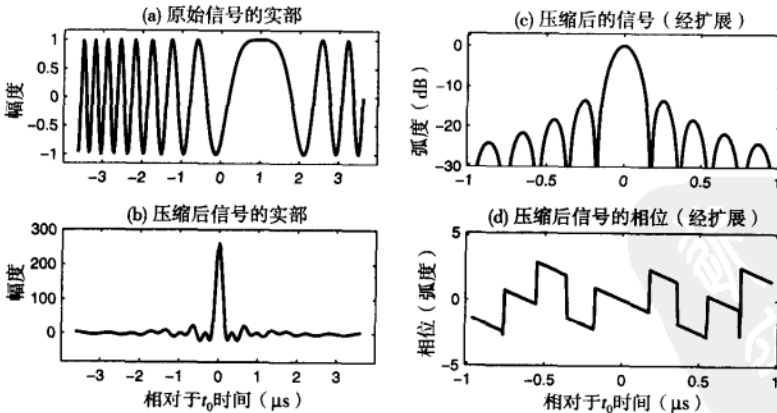 (a) 原始信号的实部
1
0.5
0
−0.5
−1
幅度
−3 −2 −1 0 1 2 3
(b) 压缩后信号的实部
300
200
100
0
幅度
−3 −2 −1 0 1 2 3
相对于t₀时间（μs）
(c) 压缩后的信号（经扩展）
0
−10
−20
−30
弧度（dB）
−1 −0.5 0 0.5 1
(d) 压缩后信号的相位（经扩展）
5
0
−5
相位（弧度）
−1 −0.5 0 0.5 1
相对于t₀时间（μs）